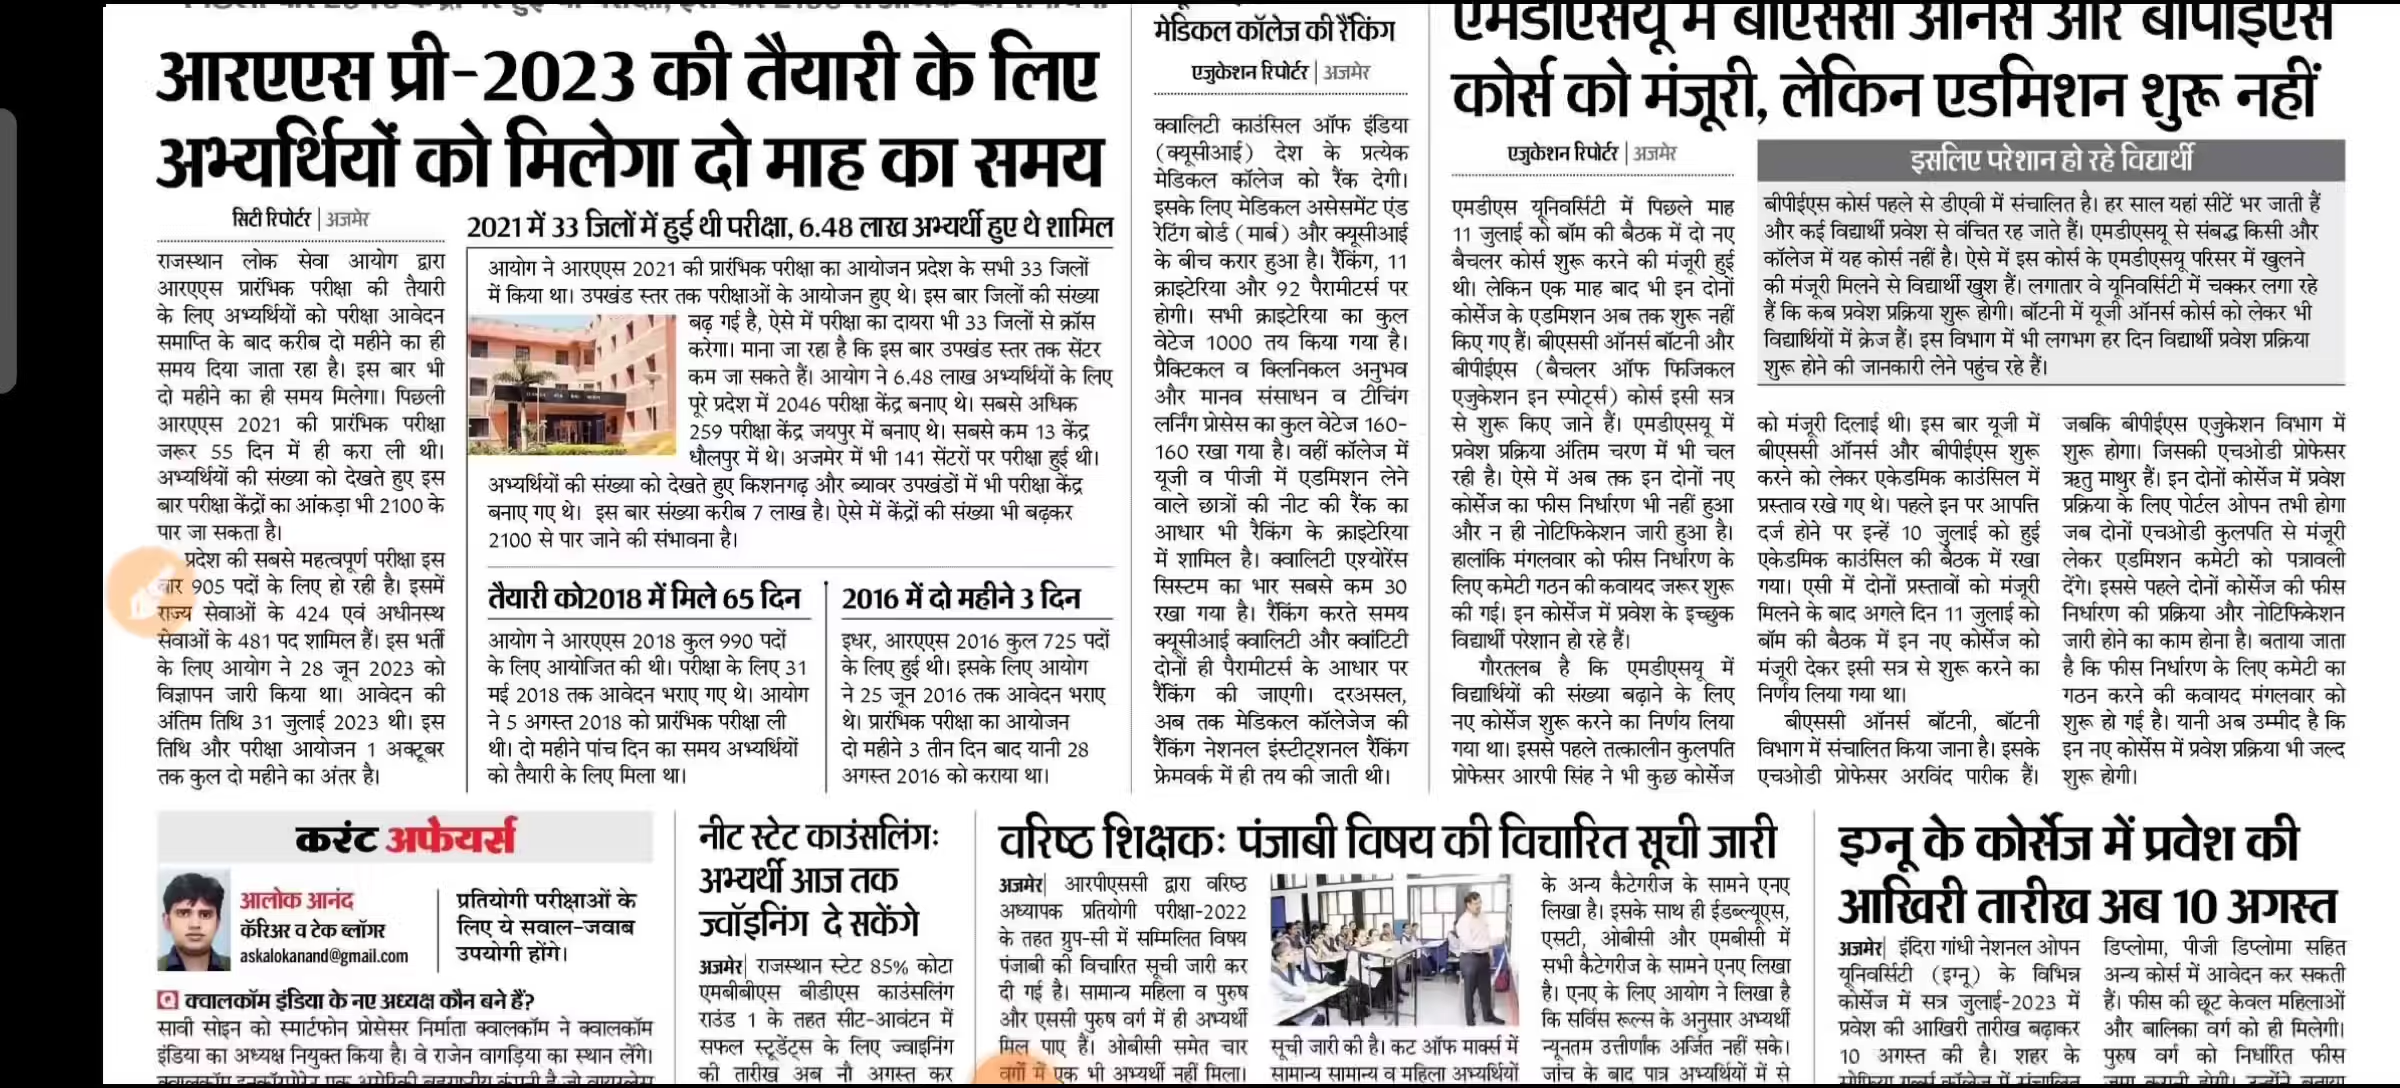 आरएएस प्री-2023 की तैयारी के लिए
अभ्यर्थियों को मिलेगा दो माह का समय
सिटी रिपोर्टर | अजमेर
राजस्थान लोक सेवा आयोग द्वारा
आरएएस प्रारंभिक परीक्षा की तैयारी
के लिए अभ्यर्थियों को परीक्षा आवेदन
समाप्ति के बाद करीब दो महीने का ही
समय दिया जाता रहा है। इस बार भी
दो महीने का ही समय मिलेगा। पिछली
आरएएस 2021 की प्रारंभिक परीक्षा
जरूर 55 दिन में ही करा ली थी।
अभ्यर्थियों की संख्या को देखते हुए इस
बार परीक्षा केंद्रों का आंकड़ा भी 2100 के
पार जा सकता है।
प्रदेश की सबसे महत्वपूर्ण परीक्षा इस
बार 905 पदों के लिए हो रही है। इसमें
राज्य सेवाओं के 424 एवं अधीनस्थ
सेवाओं के 481 पद शामिल हैं। इस भर्ती
के लिए आयोग ने 28 जून 2023 को
विज्ञापन जारी किया था। आवेदन की
अंतिम तिथि 31 जुलाई 2023 थी। इस
तिथि और परीक्षा आयोजन 1 अक्टूबर
तक कुल दो महीने का अंतर है।
2021 में 33 जिलों में हुई थी परीक्षा, 6.48 लाख अभ्यर्थी हुए थे शामिल
आयोग ने आरएएस 2021 की प्रारंभिक परीक्षा का आयोजन प्रदेश के सभी 33 जिलों
में किया था। उपखंड स्तर तक परीक्षाओं के आयोजन हुए थे। इस बार जिलों की संख्या
बढ़ गई है, ऐसे में परीक्षा का दायरा भी 33 जिलों से क्रॉस
करेगा। माना जा रहा है कि इस बार उपखंड स्तर तक सेंटर
कम जा सकते हैं। आयोग ने 6.48 लाख अभ्यर्थियों के लिए
पूरे प्रदेश में 2046 परीक्षा केंद्र बनाए थे। सबसे अधिक
259 परीक्षा केंद्र जयपुर में बनाए थे। सबसे कम 13 केंद्र
धौलपुर में थे। अजमेर में भी 141 सेंटरों पर परीक्षा हुई थी।
अभ्यर्थियों की संख्या को देखते हुए किशनगढ़ और ब्यावर उपखंडों में भी परीक्षा केंद्र
बनाए गए थे। इस बार संख्या करीब 7 लाख है। ऐसे में केंद्रों की संख्या भी बढ़कर
2100 से पार जाने की संभावना है।
तैयारी को2018 में मिले 65 दिन
आयोग ने आरएएस 2018 कुल 990 पदों
के लिए आयोजित की थी। परीक्षा के लिए 31
मई 2018 तक आवेदन भराए गए थे। आयोग
ने 5 अगस्त 2018 को प्रारंभिक परीक्षा ली
थी। दो महीने पांच दिन का समय अभ्यर्थियों
को तैयारी के लिए मिला था।
2016 में दो महीने 3 दिन
इधर, आरएएस 2016 कुल 725 पदों
के लिए हुई थी। इसके लिए आयोग
ने 25 जून 2016 तक आवेदन भराए
थे। प्रारंभिक परीक्षा का आयोजन
दो महीने 3 तीन दिन बाद यानी 28
अगस्त 2016 को कराया था।
मेडिकल कॉलेज की रैंकिंग
एजुकेशन रिपोर्टर | अजमेर
क्वालिटी काउंसिल ऑफ इंडिया
(क्यूसीआई) देश के प्रत्येक
मेडिकल कॉलेज को रैंक देगी।
इसके लिए मेडिकल असेसमेंट एंड
रेटिंग बोर्ड (मार्ब) और क्यूसीआई
के बीच करार हुआ है। रैंकिंग, 11
क्राइटेरिया और 92 पैरामीटर्स पर
होगी। सभी क्राइटेरिया का कुल
वेटेज 1000 तय किया गया है।
प्रैक्टिकल व क्लिनिकल अनुभव
और मानव संसाधन व टीचिंग
लर्निंग प्रोसेस का कुल वेटेज 160-
160 रखा गया है। वहीं कॉलेज में
यूजी व पीजी में एडमिशन लेने
वाले छात्रों की नीट की रैंक का
आधार भी रैकिंग के क्राइटेरिया
में शामिल है। क्वालिटी एश्योरेंस
सिस्टम का भार सबसे कम 30
रखा गया है। रैंकिंग करते समय
क्यूसीआई क्वालिटी और क्वांटिटी
दोनों ही पैरामीटर्स के आधार पर
रैंकिंग की जाएगी। दरअसल,
अब तक मेडिकल कॉलेजेज की
रैंकिंग नेशनल इंस्टीट्शनल रैंकिंग
फ्रेमवर्क में ही तय की जाती थी।
एमडीएसयू में बीएससी ऑनर्स और बीपीईएस
कोर्स को मंजूरी, लेकिन एडमिशन शुरू नहीं
एजुकेशन रिपोर्टर | अजमेर
एमडीएस यूनिवर्सिटी में पिछले माह
11 जुलाई को बॉम की बैठक में दो नए
बैचलर कोर्स शुरू करने की मंजूरी हुई
थी। लेकिन एक माह बाद भी इन दोनों
कोर्सेज के एडमिशन अब तक शुरू नहीं
किए गए हैं। बीएससी ऑनर्स बॉटनी और
बीपीईएस (बैचलर ऑफ फिजिकल
एजुकेशन इन स्पोर्ट्स) कोर्स इसी सत्र
से शुरू किए जाने हैं। एमडीएसयू में
प्रवेश प्रक्रिया अंतिम चरण में भी चल
रही है। ऐसे में अब तक इन दोनों नए
कोर्सेज का फीस निर्धारण भी नहीं हुआ
और न ही नोटिफिकेशन जारी हुआ है।
हालांकि मंगलवार को फीस निर्धारण के
लिए कमेटी गठन की कवायद जरूर शुरू
की गई। इन कोर्सेज में प्रवेश के इच्छुक
विद्यार्थी परेशान हो रहे हैं।
गौरतलब है कि एमडीएसयू में
विद्यार्थियों की संख्या बढ़ाने के लिए
नए कोर्सेज शुरू करने का निर्णय लिया
गया था। इससे पहले तत्कालीन कुलपति
प्रोफेसर आरपी सिंह ने भी कुछ कोर्सेज
इसलिए परेशान हो रहे विद्यार्थी
बीपीईएस कोर्स पहले से डीएवी में संचालित है। हर साल यहां सीटें भर जाती हैं
और कई विद्यार्थी प्रवेश से वंचित रह जाते हैं। एमडीएसयू से संबद्ध किसी और
कॉलेज में यह कोर्स नहीं है। ऐसे में इस कोर्स के एमडीएसयू परिसर में खुलने
की मंजूरी मिलने से विद्यार्थी खुश हैं। लगातार वे यूनिवर्सिटी में चक्कर लगा रहे
हैं कि कब प्रवेश प्रक्रिया शुरू होगी। बॉटनी में यूजी ऑनर्स कोर्स को लेकर भी
विद्यार्थियों में क्रेज हैं। इस विभाग में भी लगभग हर दिन विद्यार्थी प्रवेश प्रक्रिया
शुरू होने की जानकारी लेने पहुंच रहे हैं।
को मंजूरी दिलाई थी। इस बार यूजी में
बीएससी ऑनर्स और बीपीईएस शुरू
करने को लेकर एकेडमिक काउंसिल में
प्रस्ताव रखे गए थे। पहले इन पर आपत्ति
दर्ज होने पर इन्हें 10 जुलाई को हुई
एकेडमिक काउंसिल की बैठक में रखा
गया। एसी में दोनों प्रस्तावों को मंजूरी
मिलने के बाद अगले दिन 11 जुलाई को
बॉम की बैठक में इन नए कोर्सेज को
मंजूरी देकर इसी सत्र से शुरू करने का
निर्णय लिया गया था।
बीएससी ऑनर्स बॉटनी, बॉटनी
विभाग में संचालित किया जाना है। इसके
एचओडी प्रोफेसर अरविंद पारीक हैं।
जबकि बीपीईएस एजुकेशन विभाग में
शुरू होगा। जिसकी एचओडी प्रोफेसर
ऋतु माथुर हैं। इन दोनों कोर्सेज में प्रवेश
प्रक्रिया के लिए पोर्टल ओपन तभी होगा
जब दोनों एचओडी कुलपति से मंजूरी
लेकर एडमिशन कमेटी को पत्रावली
देंगे। इससे पहले दोनों कोर्सेज की फीस
निर्धारण की प्रक्रिया और नोटिफिकेशन
जारी होने का काम होना है। बताया जाता
है कि फीस निर्धारण के लिए कमेटी का
गठन करने की कवायद मंगलवार को
शुरू हो गई है। यानी अब उम्मीद है कि
इन नए कोर्सेस में प्रवेश प्रक्रिया भी जल्द
शुरू होगी।
करंट अफेयर्स
आलोक आनंद
कॅरिअर व टेक ब्लॉगर
askalokanand@gmail.com
प्रतियोगी परीक्षाओं के
लिए ये सवाल-जवाब
उपयोगी होंगे।
Q क्वालकॉम इंडिया के नए अध्यक्ष कौन बने हैं?
सावी सोइन को स्मार्टफोन प्रोसेसर निर्माता क्वालकॉम ने क्वालकॉम
इंडिया का अध्यक्ष नियुक्त किया है। वे राजेन वागड़िया का स्थान लेंगे।
नीट स्टेट काउंसलिंगः
अभ्यर्थी आज तक
ज्वॉइनिंग दे सकेंगे
अजमेर| राजस्थान स्टेट 85% कोटा
एमबीबीएस बीडीएस काउंसलिंग
राउंड 1 के तहत सीट-आवंटन में
सफल स्टूडेंट्स के लिए ज्वाइनिंग
की तारीख अब नौ अगस्त कर
वरिष्ठ शिक्षकः पंजाबी विषय की विचारित सूची जारी
अजमेर| आरपीएससी द्वारा वरिष्ठ
अध्यापक प्रतियोगी परीक्षा-2022
के तहत ग्रुप-सी में सम्मिलित विषय
पंजाबी की विचारित सूची जारी कर
दी गई है। सामान्य महिला व पुरुष
और एससी पुरुष वर्ग में ही अभ्यर्थी
मिल पाए हैं। ओबीसी समेत चार
वर्गों में एक भी अभ्यर्थी नहीं मिला।
सूची जारी की है। कट ऑफ मार्क्स में
सामान्य सामान्य व महिला अभ्यर्थियों
के अन्य कैटेगरीज के सामने एनए
लिखा है। इसके साथ ही ईडब्ल्यूएस,
एसटी, ओबीसी और एमबीसी में
सभी कैटेगरीज के सामने एनए लिखा
है। एनए के लिए आयोग ने लिखा है
कि सर्विस रूल्स के अनुसार अभ्यर्थी
न्यूनतम उत्तीर्णांक अर्जित नहीं सके।
जांच के बाद पात्र अभ्यर्थियों में से
इग्नू के कोर्सेज में प्रवेश की
आखिरी तारीख अब 10 अगस्त
अजमेर| इंदिरा गांधी नेशनल ओपन
यूनिवर्सिटी (इग्नू) के विभिन्न
कोर्सेज में सत्र जुलाई-2023 में
प्रवेश की आखिरी तारीख बढ़ाकर
10 अगस्त की है। शहर के
डिप्लोमा, पीजी डिप्लोमा सहित
अन्य कोर्स में आवेदन कर सकती
हैं। फीस की छूट केवल महिलाओं
और बालिका वर्ग को ही मिलेगी।
पुरुष वर्ग को निर्धारित फीस